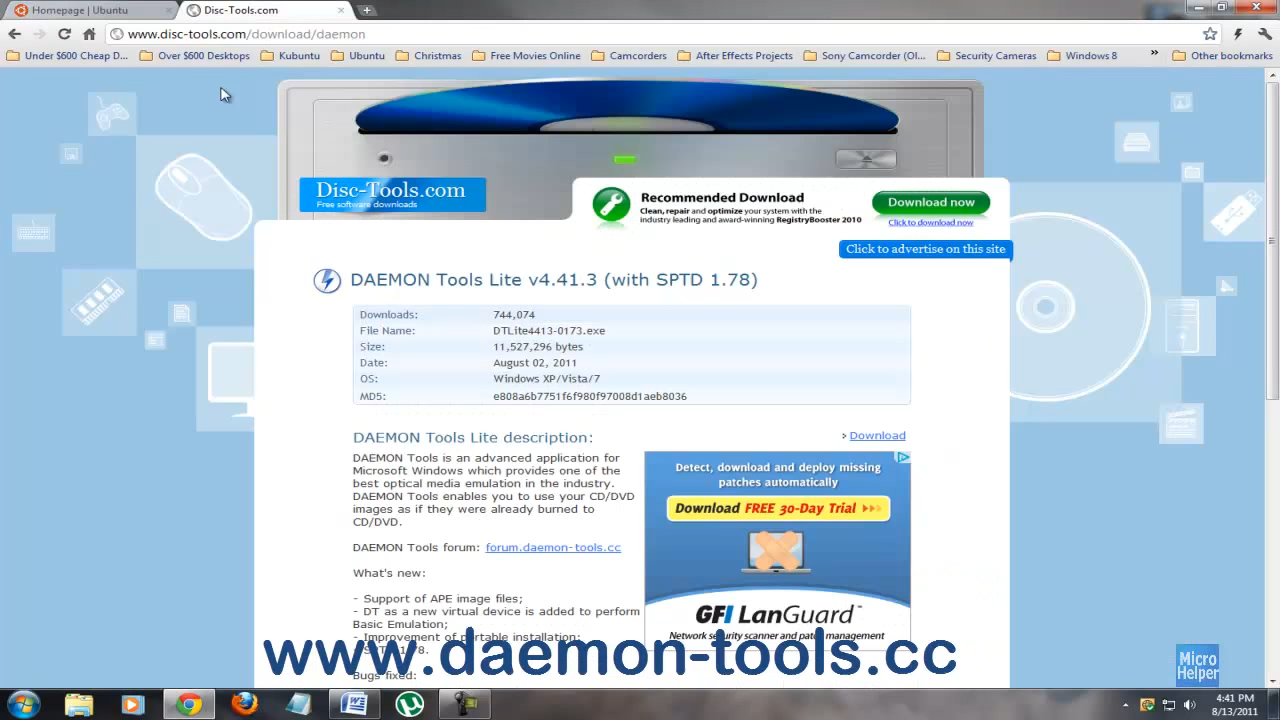 Homepage | Ubuntu
Disc-Tools.com
www.disc-tools.com/download/daemon
Under $600 Cheap D...
Over $600 Desktops
Kubuntu
Ubuntu
Christmas
Free Movies Online
Camcorders
After Effects Projects
Sony Camcorder (Ol...
Security Cameras
Windows 8
Other bookmarks
Disc-Tools.com
Free software downloads
Recommended Download
Clean, repair and optimize your system with the
industry leading and award-winning RegistryBooster 2010
Download now
Click to download now
Click to advertise on this site
DAEMON Tools Lite v4.41.3 (with SPTD 1.78)
Downloads: 744,074
File Name: DTLite4413-0173.exe
Size: 11,527,296 bytes
Date: August 02, 2011
OS: Windows XP/Vista/7
MD5: e808a6b7751f6f980f97008d1aeb8036
DAEMON Tools Lite description:
› Download
DAEMON Tools is an advanced application for
Microsoft Windows which provides one of the
best optical media emulation in the industry.
DAEMON Tools enables you to use your CD/DVD
images as if they were already burned to
CD/DVD.
DAEMON Tools forum: forum.daemon-tools.cc
What's new:
- Support of APE image files;
- DT as a new virtual device is added to perform
Basic Emulation;
- Improvement of portable installation;
1.78.
Bugs fixed:
Detect, download and deploy missing
patches automatically
Download FREE 30-Day Trial
GFI LanGuard™
Network security scanner and patch management
www.daemon-tools.cc
Micro
Helper
4:41 PM
8/13/2011